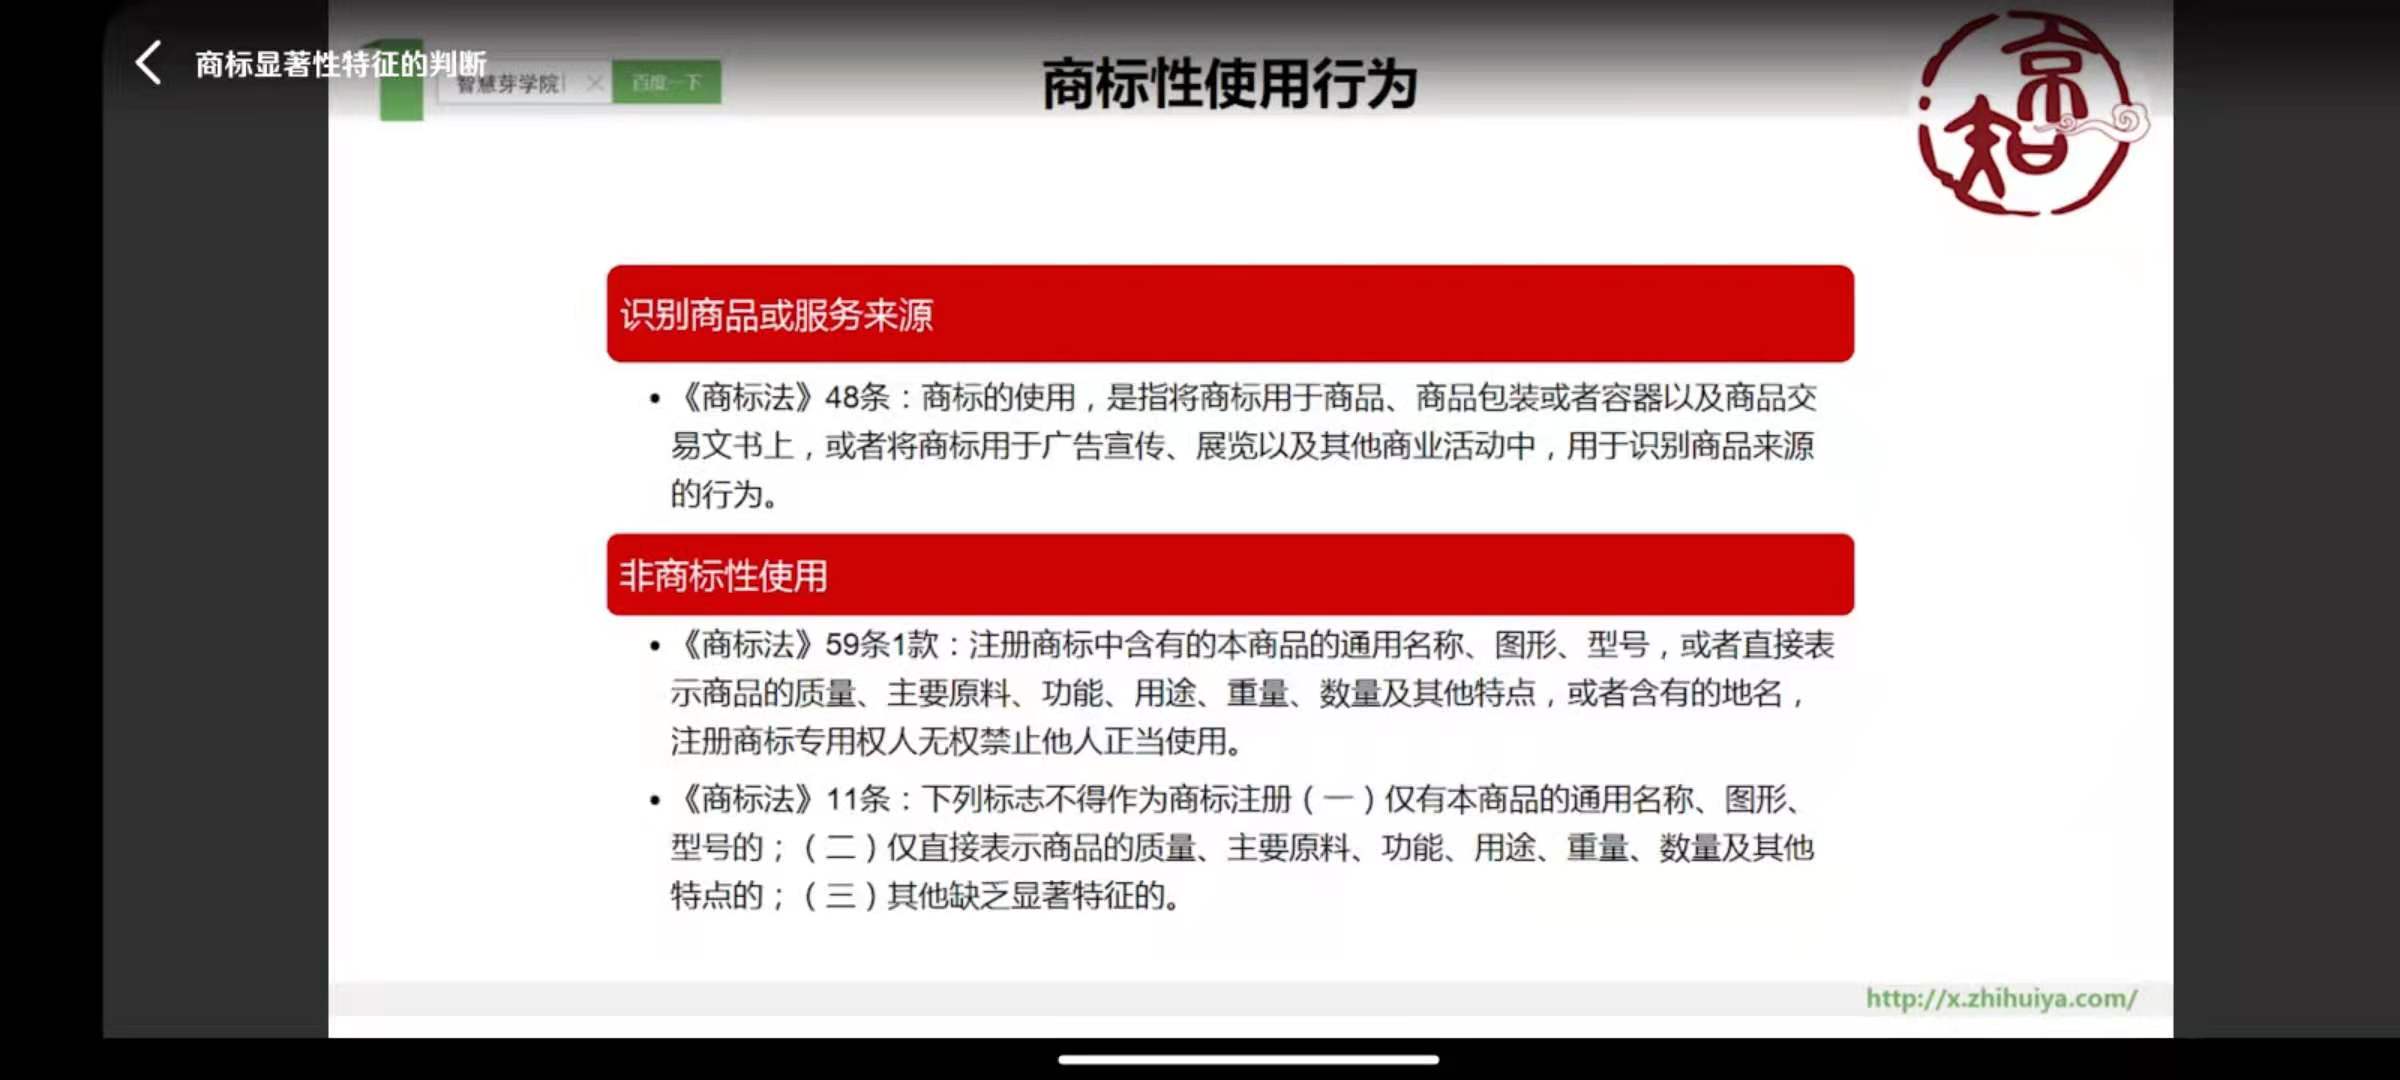 商标显著性特征的判断
智慧芽学院
百度一下
商标性使用行为
京知
识别商品或服务来源
• 《商标法》48条：商标的使用，是指将商标用于商品、商品包装或者容器以及商品交
易文书上，或者将商标用于广告宣传、展览以及其他商业活动中，用于识别商品来源
的行为。
非商标性使用
• 《商标法》59条1款：注册商标中含有的本商品的通用名称、图形、型号，或者直接表
示商品的质量、主要原料、功能、用途、重量、数量及其他特点，或者含有的地名，
注册商标专用权人无权禁止他人正当使用。
• 《商标法》11条：下列标志不得作为商标注册（一）仅有本商品的通用名称、图形、
型号的；（二）仅直接表示商品的质量、主要原料、功能、用途、重量、数量及其他
特点的；（三）其他缺乏显著特征的。
http://x.zhihuiya.com/